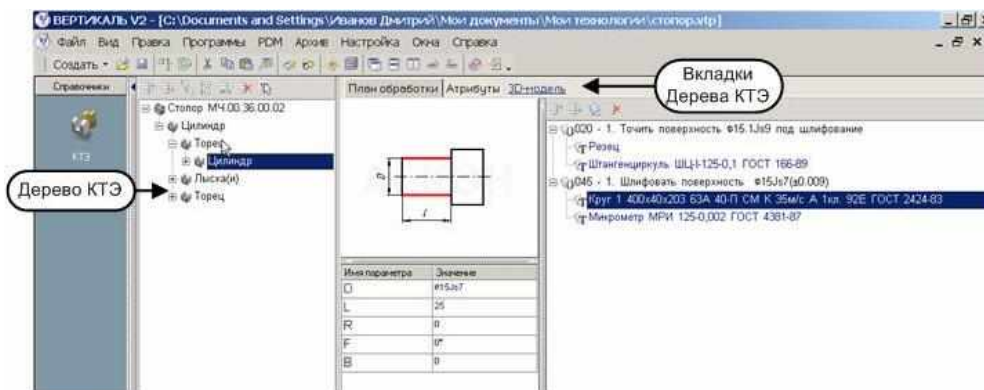 ВЕРТИКАЛЬ V2 - [C:\Documents and Settings\Иванов Дмитрий\Мои документы\Мои технологии\стопор.vtp]
Файл Вид Правка Программы PDM Архив Настройка Окна Справка
Создать
Справочники
КТЭ
План обработки Атрибуты 3D-модель
Вкладки
Дерева КТЭ
Дерево КТЭ
Стопор МЧ.00.36.00.02
Цилиндр
Торец
Цилиндр
Лыска(и)
Торец
D
l
Имя параметра Значение
D ø15Js7
L 25
R 0
F 0°
B 0
020 - 1. Точить поверхность ø15.1Js9 под шлифование
Резец
Штангенциркуль ШЦ-I-125-0,1 ГОСТ 166-89
045 - 1. Шлифовать поверхность ø15Js7(±0.009)
Круг 1 400х40х203 63А 40-П СМ К 35м/с А 1кл. 92Е ГОСТ 2424-83
Микрометр МРИ 125-0,002 ГОСТ 4381-87